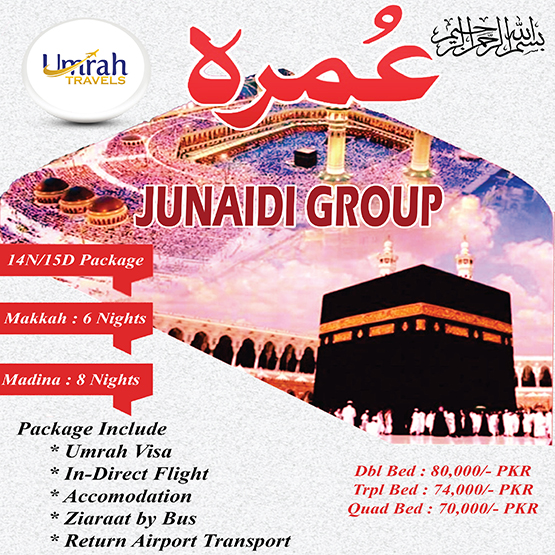 Umrah
TRAVELS
عُمره
بسم الله الرحمن الرحيم
JUNAIDI GROUP
14N/15D Package
Makkah : 6 Nights
Madina : 8 Nights
Package Include
* Umrah Visa
* In-Direct Flight
* Accomodation
* Ziaraat by Bus
* Return Airport Transport
Dbl Bed : 80,000/- PKR
Trpl Bed : 74,000/- PKR
Quad Bed : 70,000/- PKR